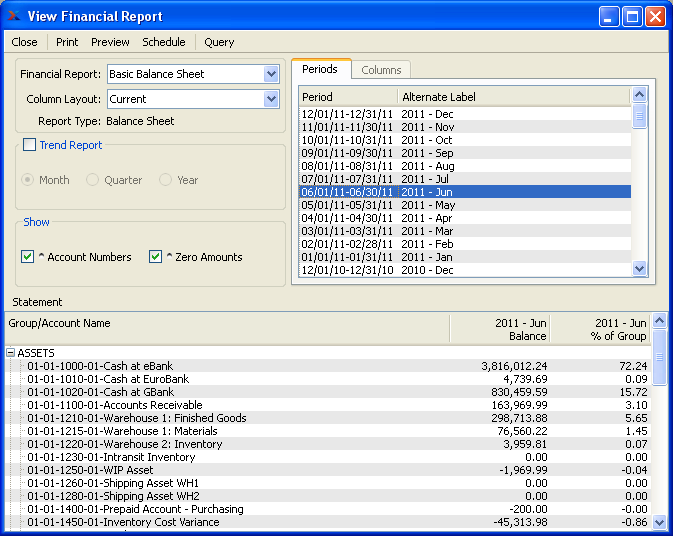 View Financial Report
Close Print Preview Schedule Query
Financial Report: Basic Balance Sheet
Column Layout: Current
Report Type: Balance Sheet
Trend Report
Month Quarter Year
Show
^ Account Numbers ^ Zero Amounts
Periods Columns
Period Alternate Label
12/01/11-12/31/11 2011 - Dec
11/01/11-11/30/11 2011 - Nov
10/01/11-10/31/11 2011 - Oct
09/01/11-09/30/11 2011 - Sep
08/01/11-08/31/11 2011 - Aug
07/01/11-07/31/11 2011 - Jul
06/01/11-06/30/11 2011 - Jun
05/01/11-05/31/11 2011 - May
04/01/11-04/30/11 2011 - Apr
03/01/11-03/31/11 2011 - Mar
02/01/11-02/28/11 2011 - Feb
01/01/11-01/31/11 2011 - Jan
12/01/10-12/31/10 2010 - Dec
Statement
Group/Account Name 2011 - Jun Balance 2011 - Jun % of Group
ASSETS
01-01-1000-01-Cash at eBank 3,816,012.24 72.24
01-01-1010-01-Cash at EuroBank 4,739.69 0.09
01-01-1020-01-Cash at GBank 830,459.59 15.72
01-01-1100-01-Accounts Receivable 163,969.99 3.10
01-01-1210-01-Warehouse 1: Finished Goods 298,713.88 5.65
01-01-1215-01-Warehouse 1: Materials 76,560.22 1.45
01-01-1220-01-Warehouse 2: Inventory 3,959.81 0.07
01-01-1230-01-Intransit Inventory 0.00 0.00
01-01-1250-01-WIP Asset -1,969.99 -0.04
01-01-1260-01-Shipping Asset WH1 0.00 0.00
01-01-1280-01-Shipping Asset WH2 0.00 0.00
01-01-1400-01-Prepaid Account - Purchasing -200.00 -0.00
01-01-1450-01-Inventory Cost Variance -45,313.98 -0.86